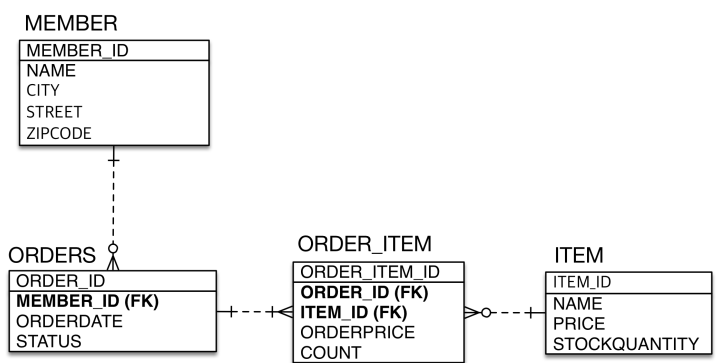 MEMBER
MEMBER_ID
NAME
CITY
STREET
ZIPCODE
ORDERS
ORDER_ID
MEMBER_ID (FK)
ORDERDATE
STATUS
ORDER_ITEM
ORDER_ITEM_ID
ORDER_ID (FK)
ITEM_ID (FK)
ORDERPRICE
COUNT
ITEM
ITEM_ID
NAME
PRICE
STOCKQUANTITY